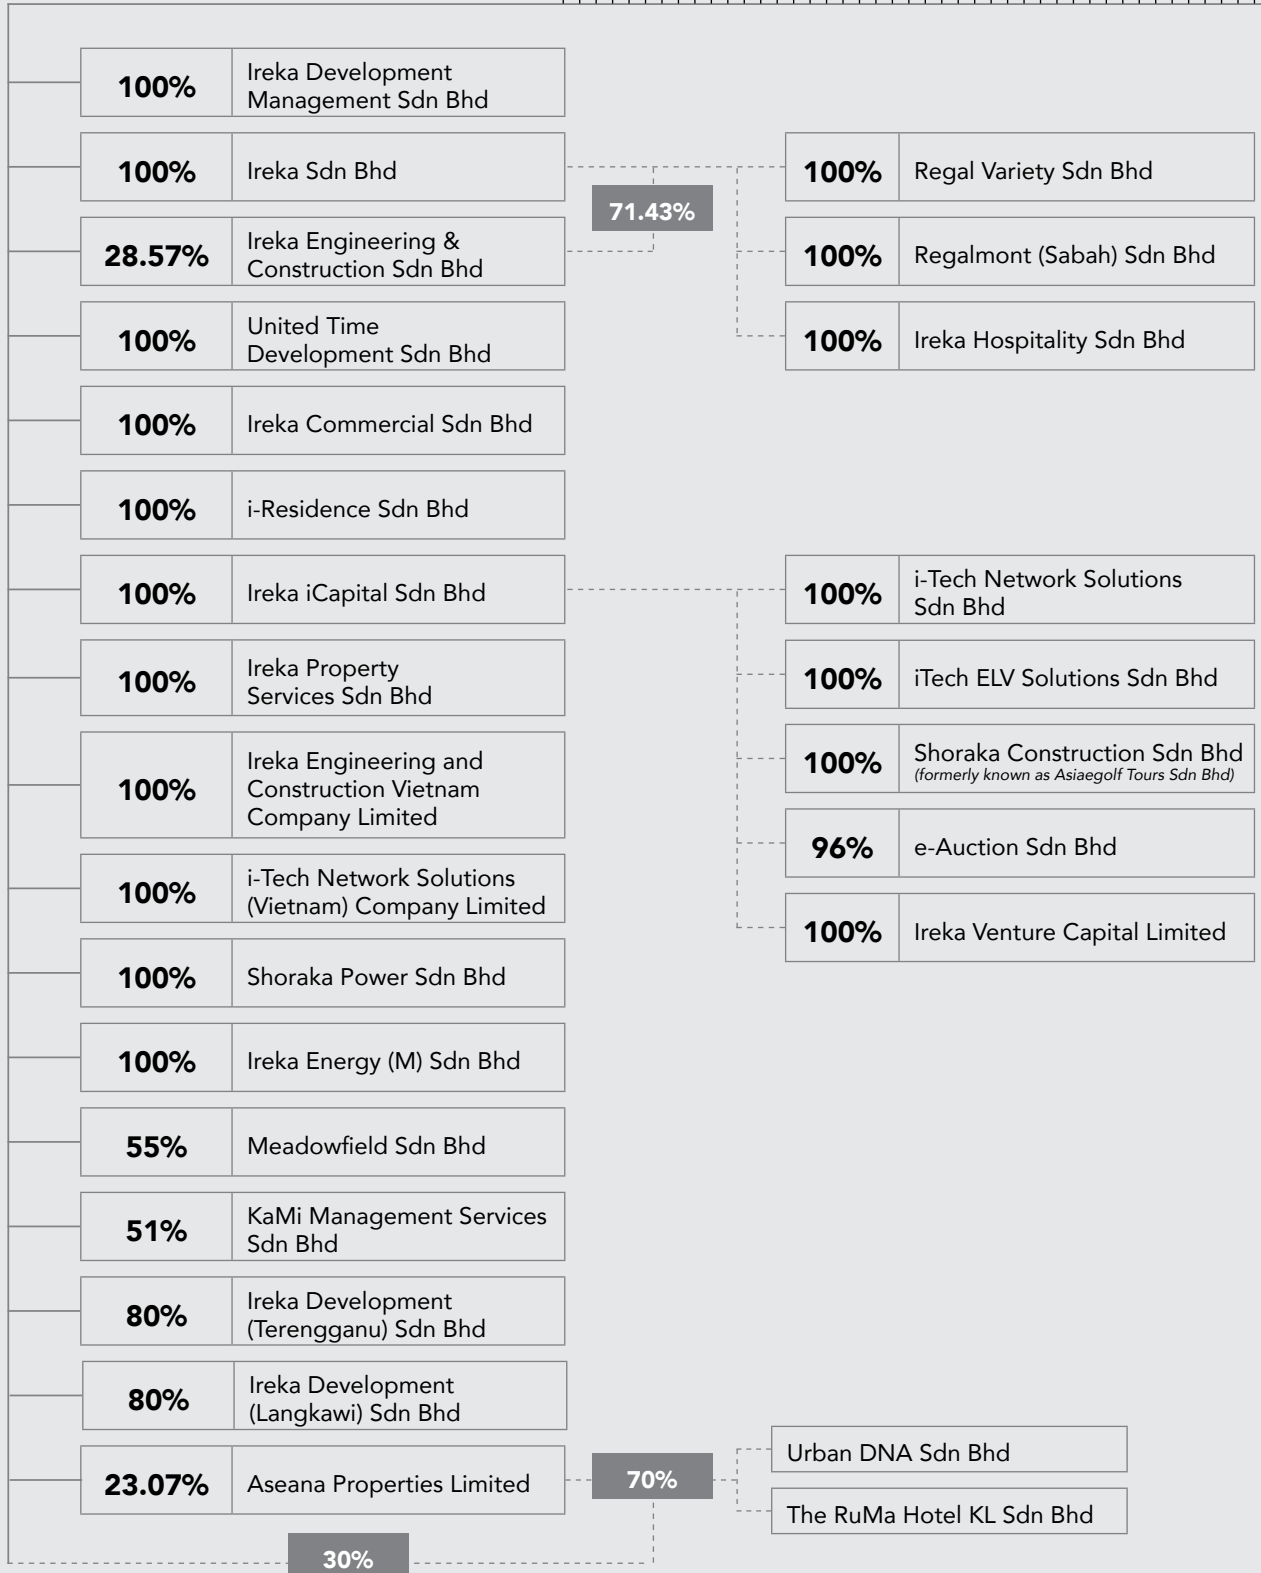 100%
Ireka Development
Management Sdn Bhd
100%
Ireka Sdn Bhd
71.43%
28.57%
Ireka Engineering &
Construction Sdn Bhd
100%
United Time
Development Sdn Bhd
100%
Ireka Commercial Sdn Bhd
100%
i-Residence Sdn Bhd
100%
Ireka iCapital Sdn Bhd
100%
Ireka Property
Services Sdn Bhd
100%
Ireka Engineering and
Construction Vietnam
Company Limited
100%
i-Tech Network Solutions
(Vietnam) Company Limited
100%
Shoraka Power Sdn Bhd
100%
Ireka Energy (M) Sdn Bhd
55%
Meadowfield Sdn Bhd
51%
KaMi Management Services
Sdn Bhd
80%
Ireka Development
(Terengganu) Sdn Bhd
80%
Ireka Development
(Langkawi) Sdn Bhd
23.07%
Aseana Properties Limited
70%
30%
100%
Regal Variety Sdn Bhd
100%
Regalmont (Sabah) Sdn Bhd
100%
Ireka Hospitality Sdn Bhd
100%
i-Tech Network Solutions
Sdn Bhd
100%
iTech ELV Solutions Sdn Bhd
100%
Shoraka Construction Sdn Bhd
(formerly known as Asiaegolf Tours Sdn Bhd)
96%
e-Auction Sdn Bhd
100%
Ireka Venture Capital Limited
Urban DNA Sdn Bhd
The RuMa Hotel KL Sdn Bhd